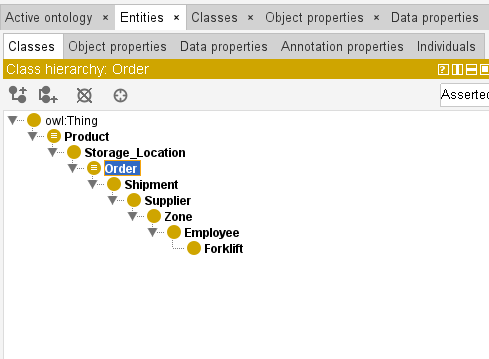 Active ontology × Entities × Classes × Object properties × Data properties
Classes Object properties Data properties Annotation properties Individuals
Class hierarchy: Order
Asserted
owl:Thing
Product
Storage_Location
Order
Shipment
Supplier
Zone
Employee
Forklift